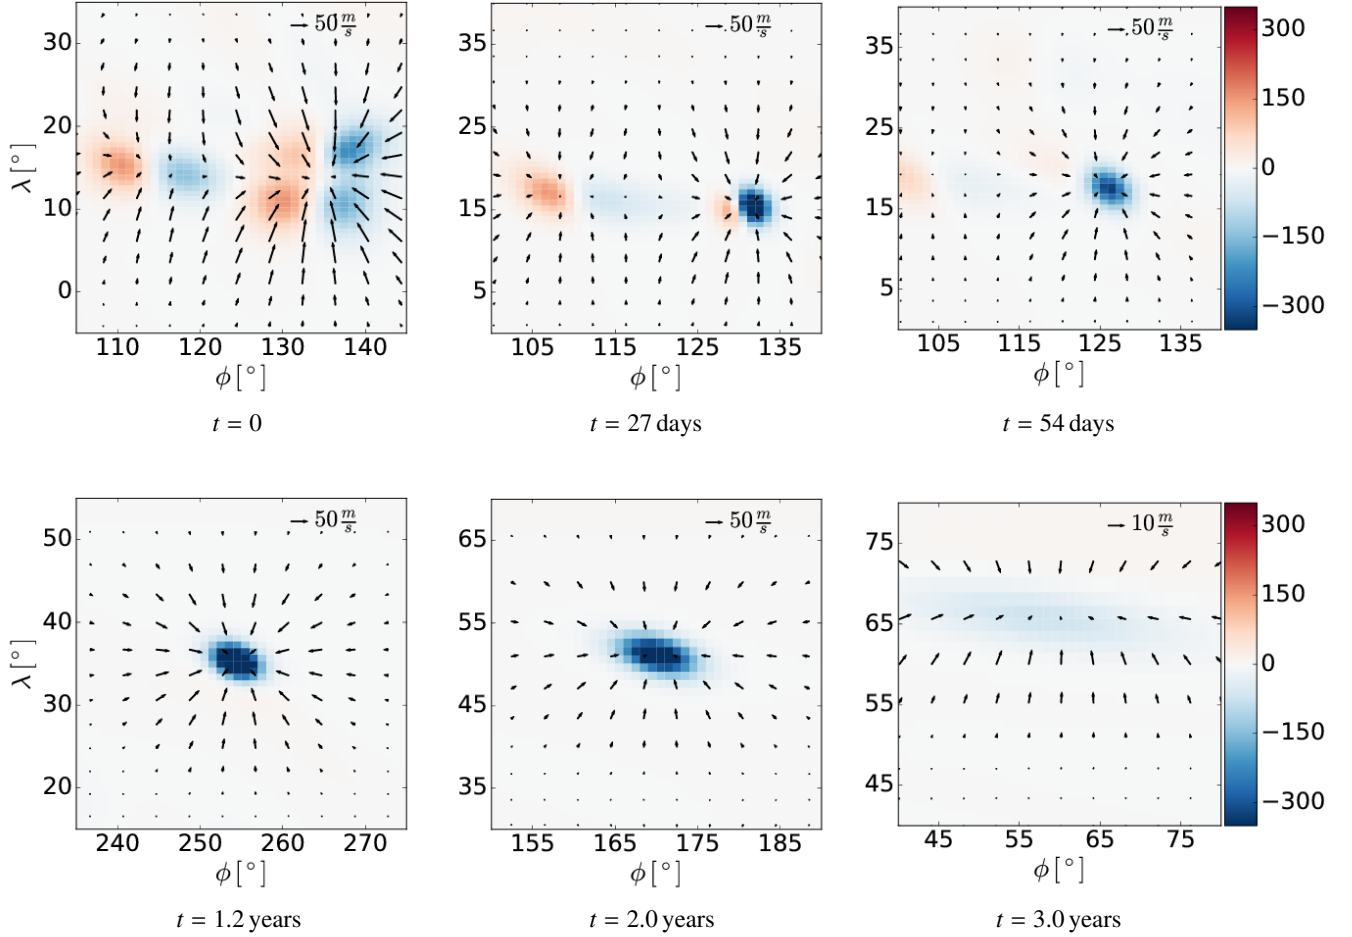 → 50 m/s
→ 50 m/s
→ 50 m/s
λ[°]
30
20
10
0
110 120 130 140
ϕ[°]
35
25
15
5
105 115 125 135
ϕ[°]
35
25
15
5
105 115 125 135
ϕ[°]
300
150
0
−150
−300
t = 0
t = 27 days
t = 54 days
→ 50 m/s
→ 50 m/s
→ 10 m/s
λ[°]
50
40
30
20
240 250 260 270
ϕ[°]
65
55
45
35
155 165 175 185
ϕ[°]
75
65
55
45
45 55 65 75
ϕ[°]
300
150
0
−150
−300
t = 1.2 years
t = 2.0 years
t = 3.0 years